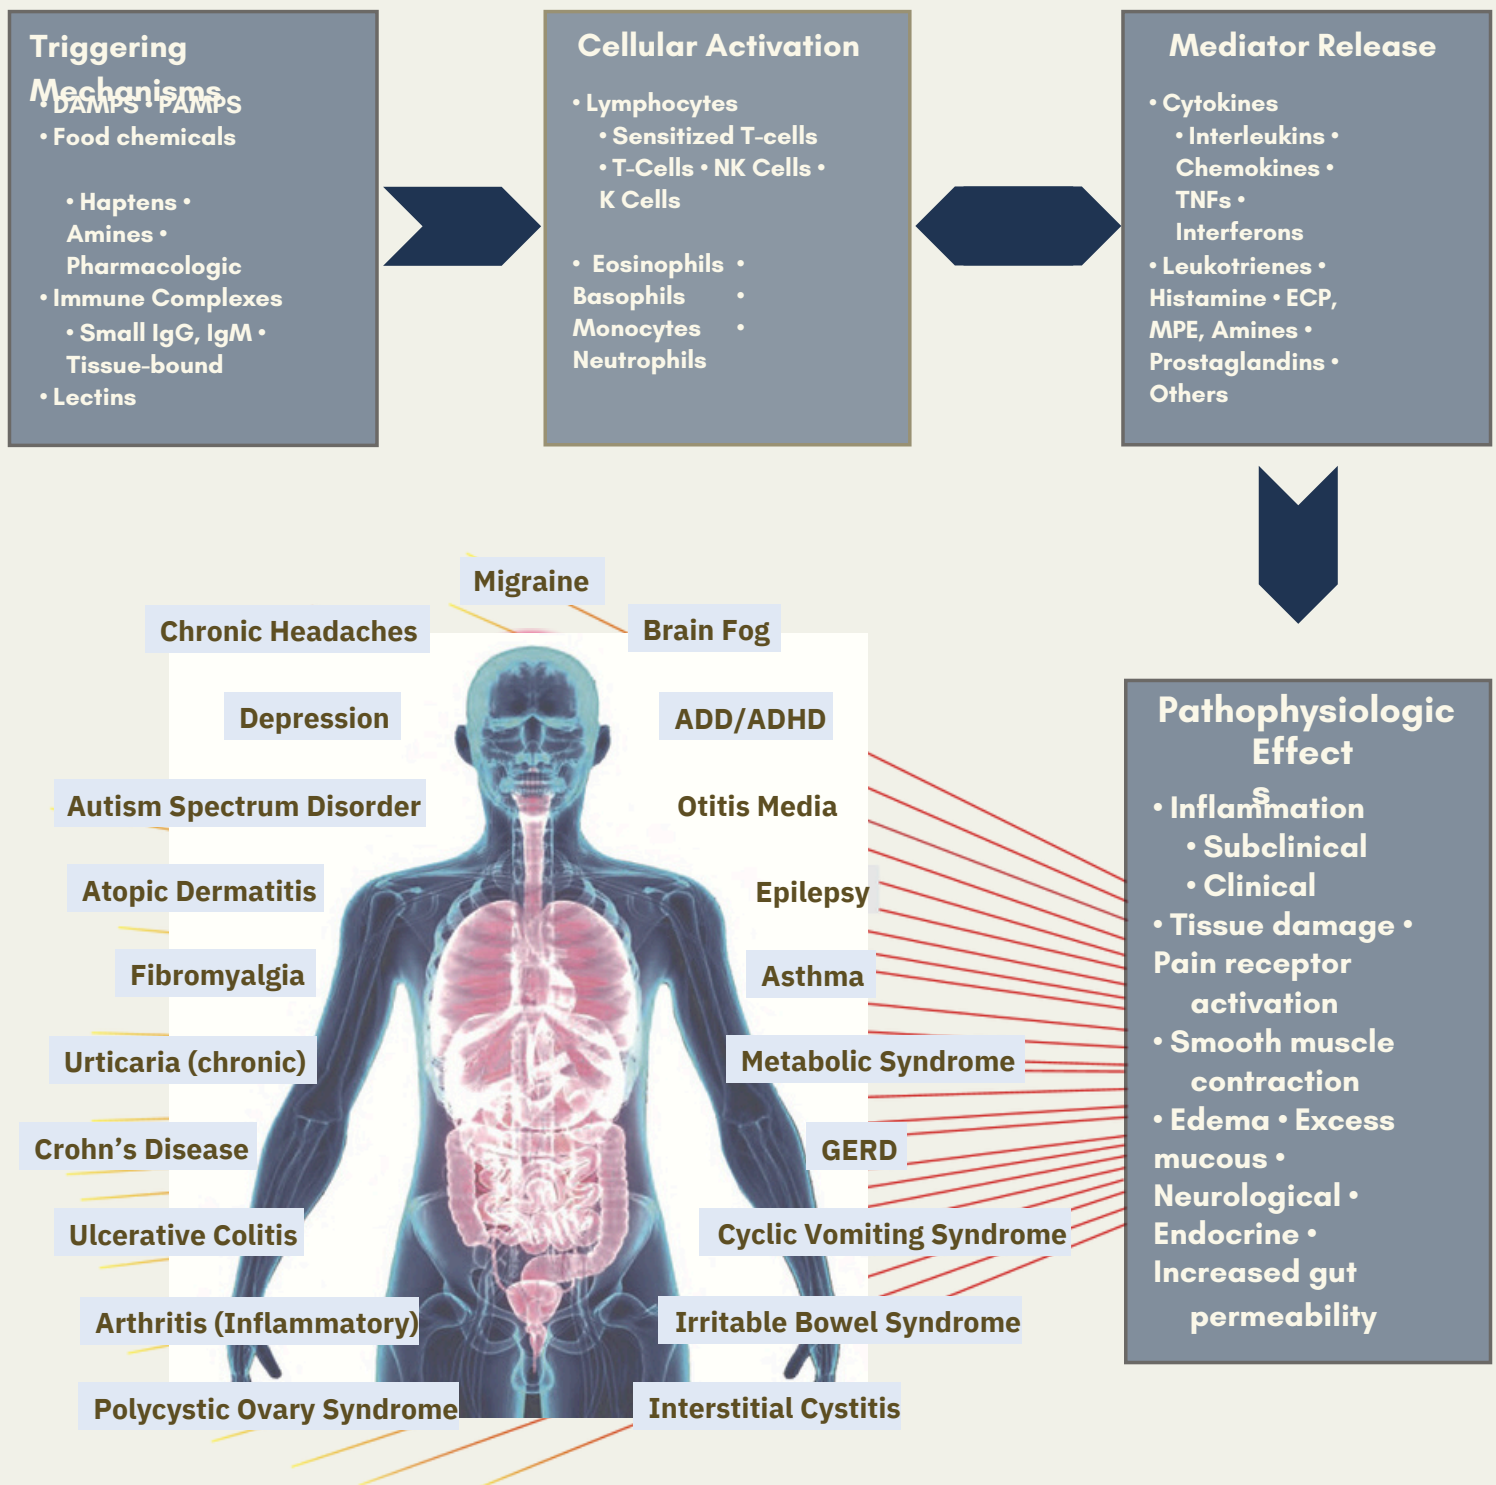 Triggering
Mechanisms
• DAMPS • PAMPS
• Food chemicals
• Haptens •
Amines •
Pharmacologic
• Immune Complexes
• Small IgG, IgM •
Tissue-bound
• Lectins
Cellular Activation
• Lymphocytes
• Sensitized T-cells
• T-Cells • NK Cells •
K Cells
• Eosinophils •
Basophils •
Monocytes •
Neutrophils
Mediator Release
• Cytokines
• Interleukins •
Chemokines •
TNFs •
Interferons
• Leukotrienes •
Histamine • ECP,
MPE, Amines •
Prostaglandins •
Others
Pathophysiologic
Effect
s
• Inflammation
• Subclinical
• Clinical
• Tissue damage •
Pain receptor
activation
• Smooth muscle
contraction
• Edema • Excess
mucous •
Neurological •
Endocrine •
Increased gut
permeability
Migraine
Chronic Headaches
Brain Fog
Depression
ADD/ADHD
Autism Spectrum Disorder
Otitis Media
Atopic Dermatitis
Epilepsy
Fibromyalgia
Asthma
Urticaria (chronic)
Metabolic Syndrome
Crohn’s Disease
GERD
Ulcerative Colitis
Cyclic Vomiting Syndrome
Arthritis (Inflammatory)
Irritable Bowel Syndrome
Polycystic Ovary Syndrome
Interstitial Cystitis